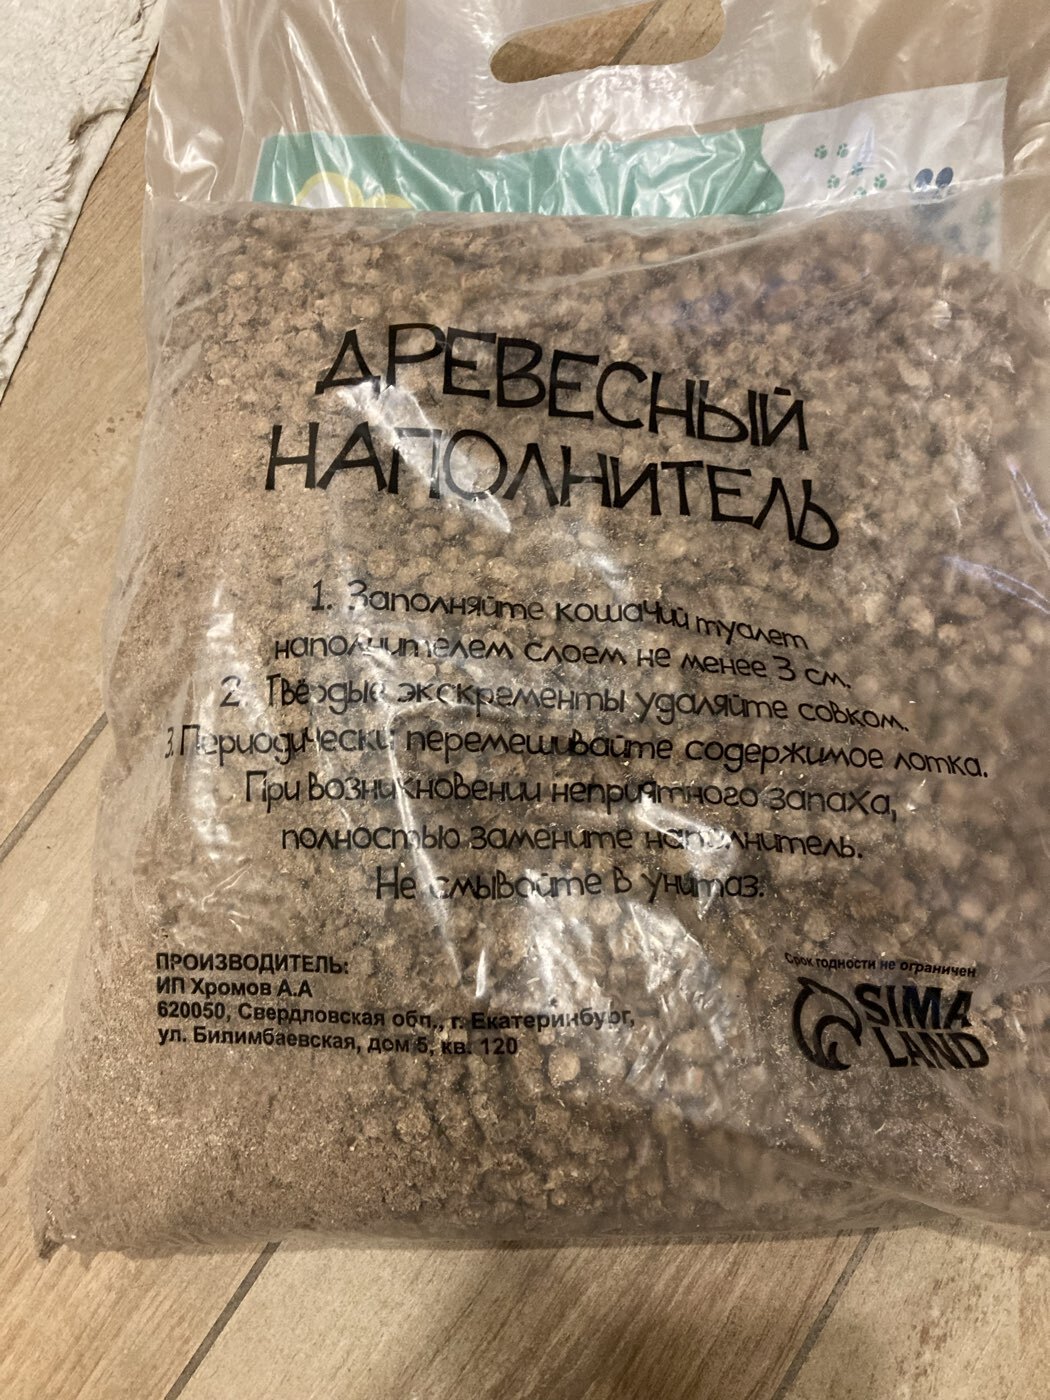 ДРЕВЕСНЫЙ
НАПОЛНИТЕЛЬ
1. Заполняйте кошачий туалет
наполнителем слоем не менее 3 см.
2. Твёрдые экскременты удаляйте совком.
3. Периодически перемешивайте содержимое лотка.
При возникновении неприятного запаха,
полностью замените наполнитель.
Не смывайте в унитаз.
ПРОИЗВОДИТЕЛЬ:
ИП Хромов А.А
620050, Свердловская обл., г. Екатеринбург,
ул. Билимбаевская, дом 5, кв. 120
Срок годности не ограничен
SIMA
LAND